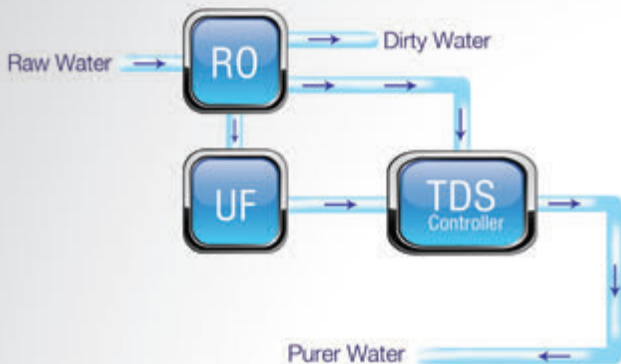 Dirty Water
Raw Water
RO
UF
TDS
Controller
Purer Water